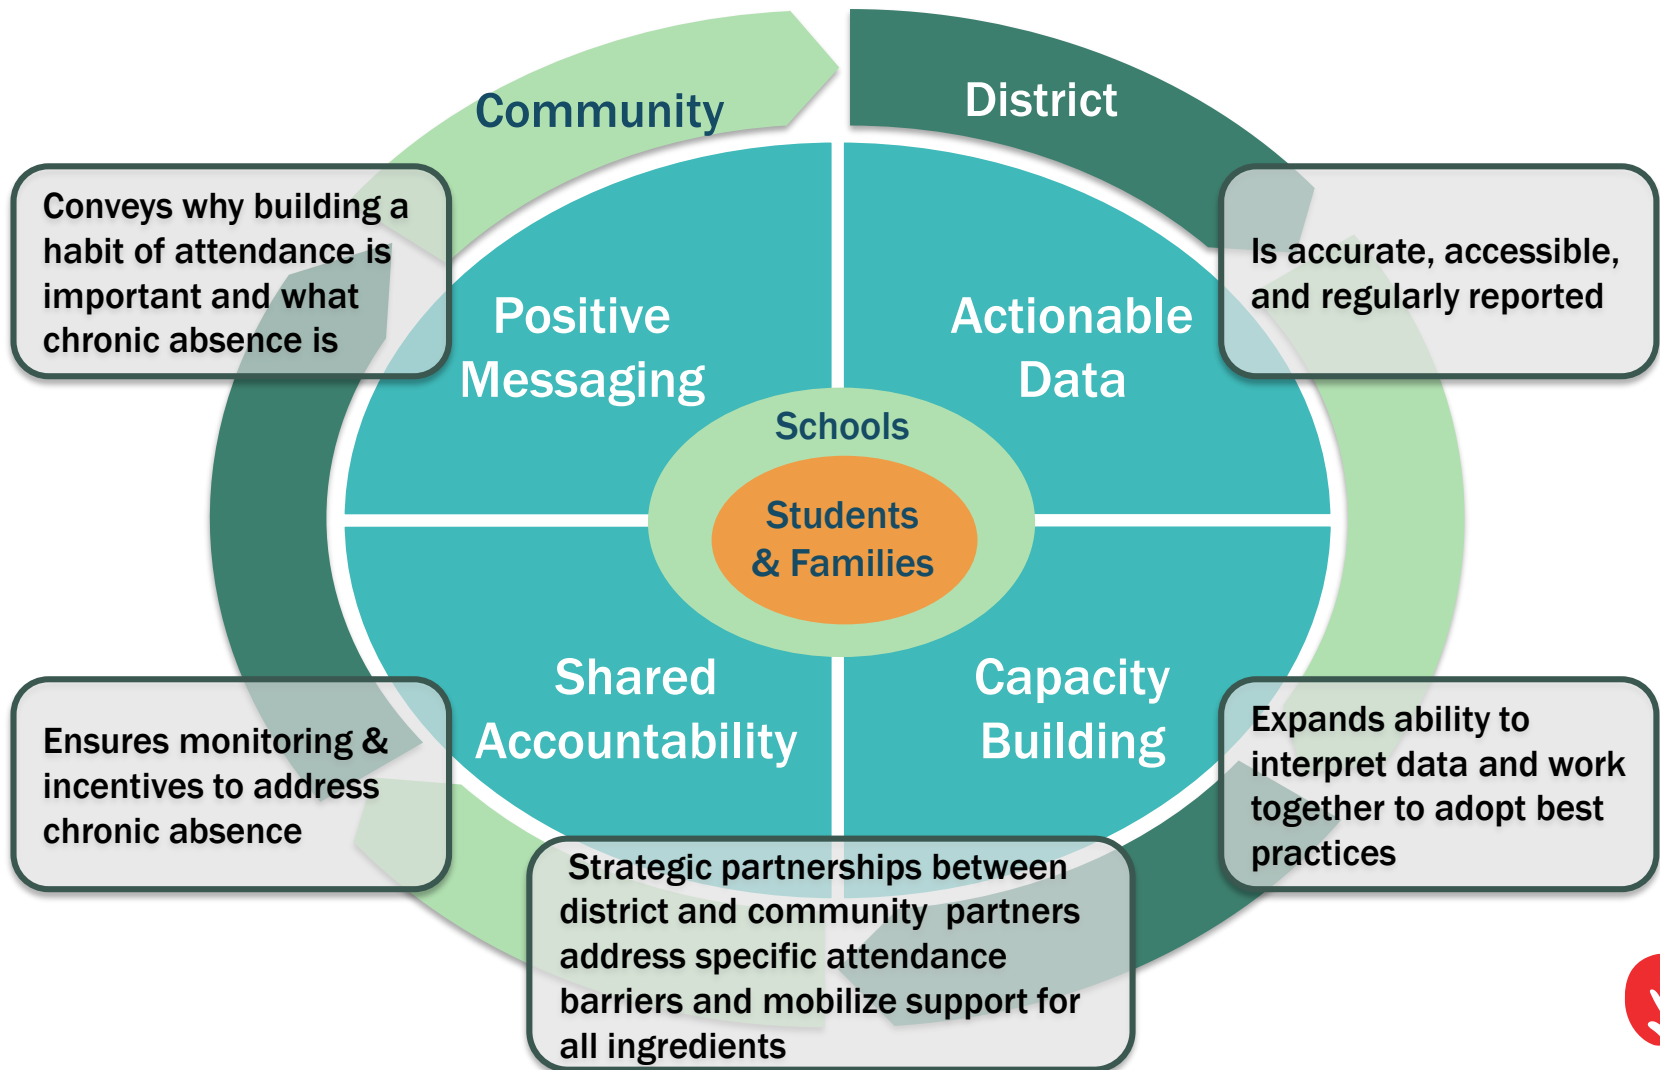 Community
District
Conveys why building a
habit of attendance is
important and what
chronic absence is
Is accurate, accessible,
and regularly reported
Positive
Messaging
Actionable
Data
Schools
Students
& Families
Shared
Accountability
Capacity
Building
Ensures monitoring &
incentives to address
chronic absence
Expands ability to
interpret data and work
together to adopt best
practices
Strategic partnerships between
district and community partners
address specific attendance
barriers and mobilize support for
all ingredients